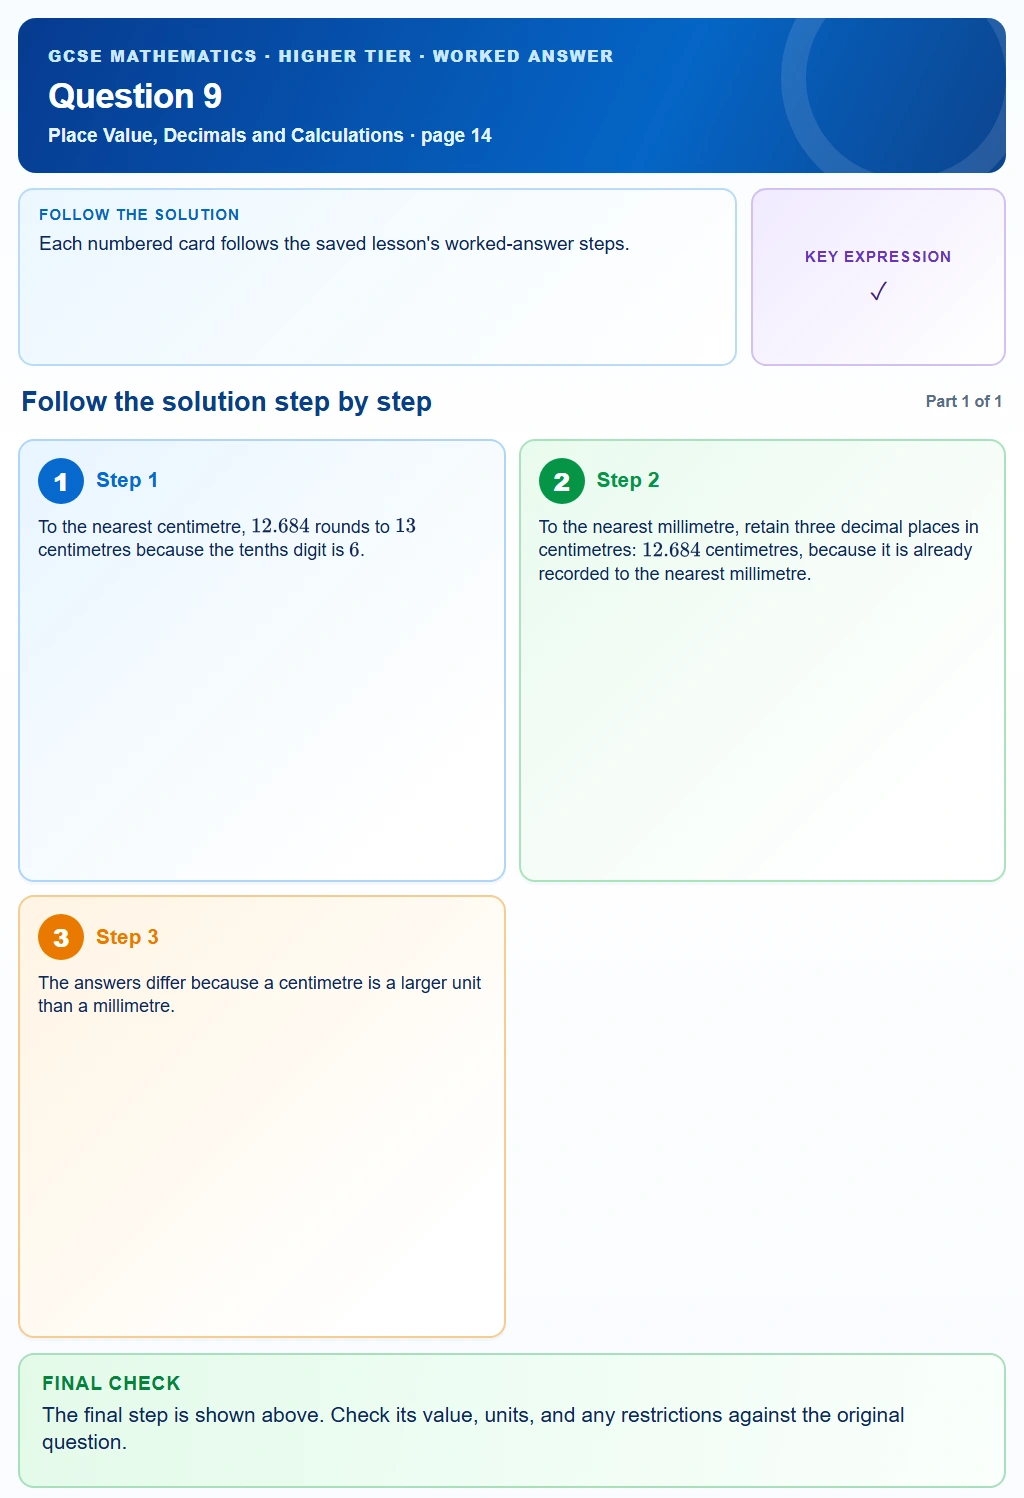 GCSE MATHEMATICS · HIGHER TIER · WORKED ANSWER
Question 9
Place Value, Decimals and Calculations · page 14
FOLLOW THE SOLUTION
Each numbered card follows the saved lesson's worked-answer steps.
KEY EXPRESSION
✓
Follow the solution step by step
Part 1 of 1
1 Step 1
To the nearest centimetre, 12.684 rounds to 13
centimetres because the tenths digit is 6.
2 Step 2
To the nearest millimetre, retain three decimal places in
centimetres: 12.684 centimetres, because it is already
recorded to the nearest millimetre.
3 Step 3
The answers differ because a centimetre is a larger unit
than a millimetre.
FINAL CHECK
The final step is shown above. Check its value, units, and any restrictions against the original
question.